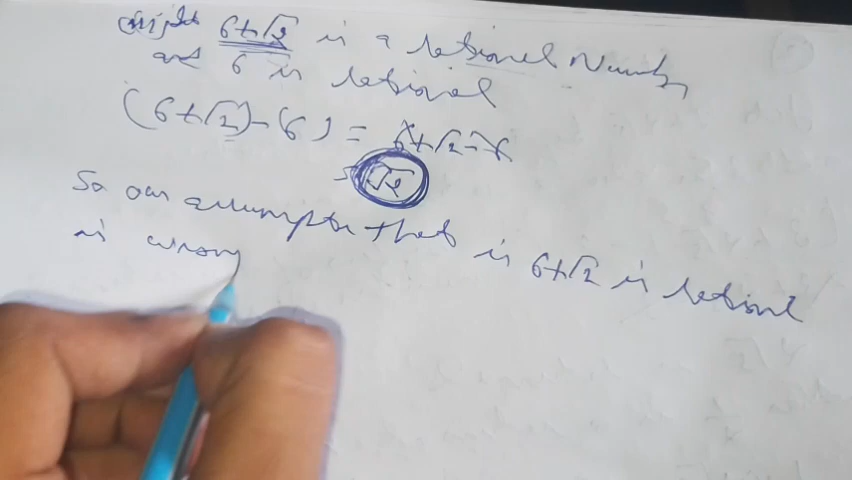 6+√2 is a rational Number
and 6 is rational
(6+√2)-(6) = 6+√2-6
√2
So our assumption that is 6+√2 is rational
is wrong